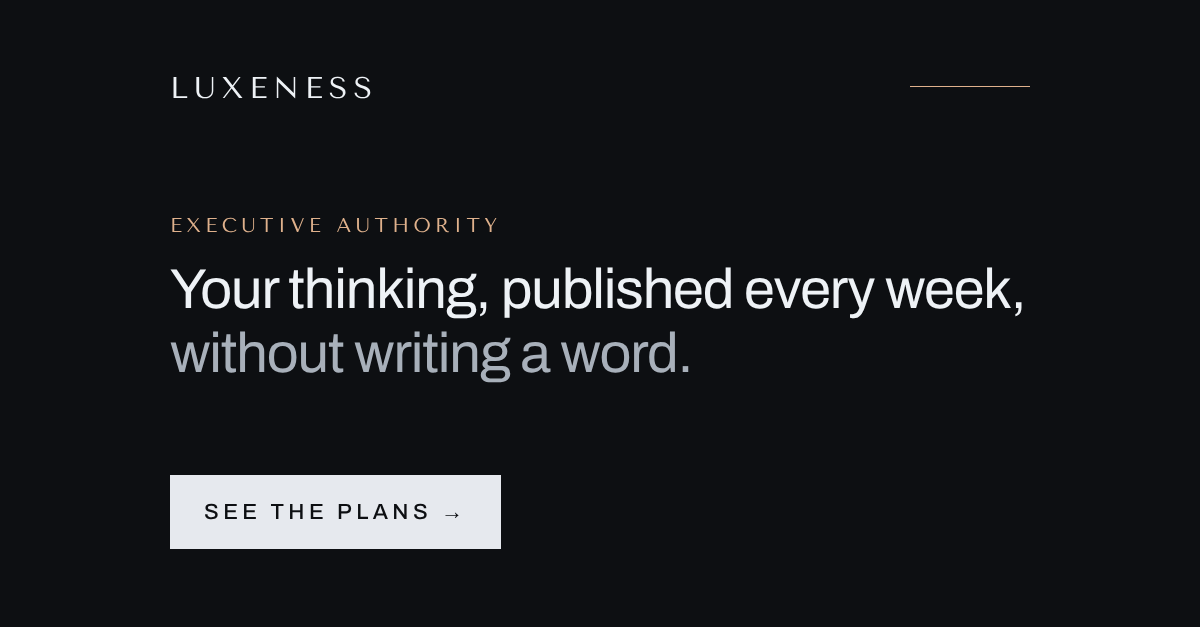 LUXENESS
EXECUTIVE AUTHORITY
Your thinking, published every week,
without writing a word.
SEE THE PLANS →